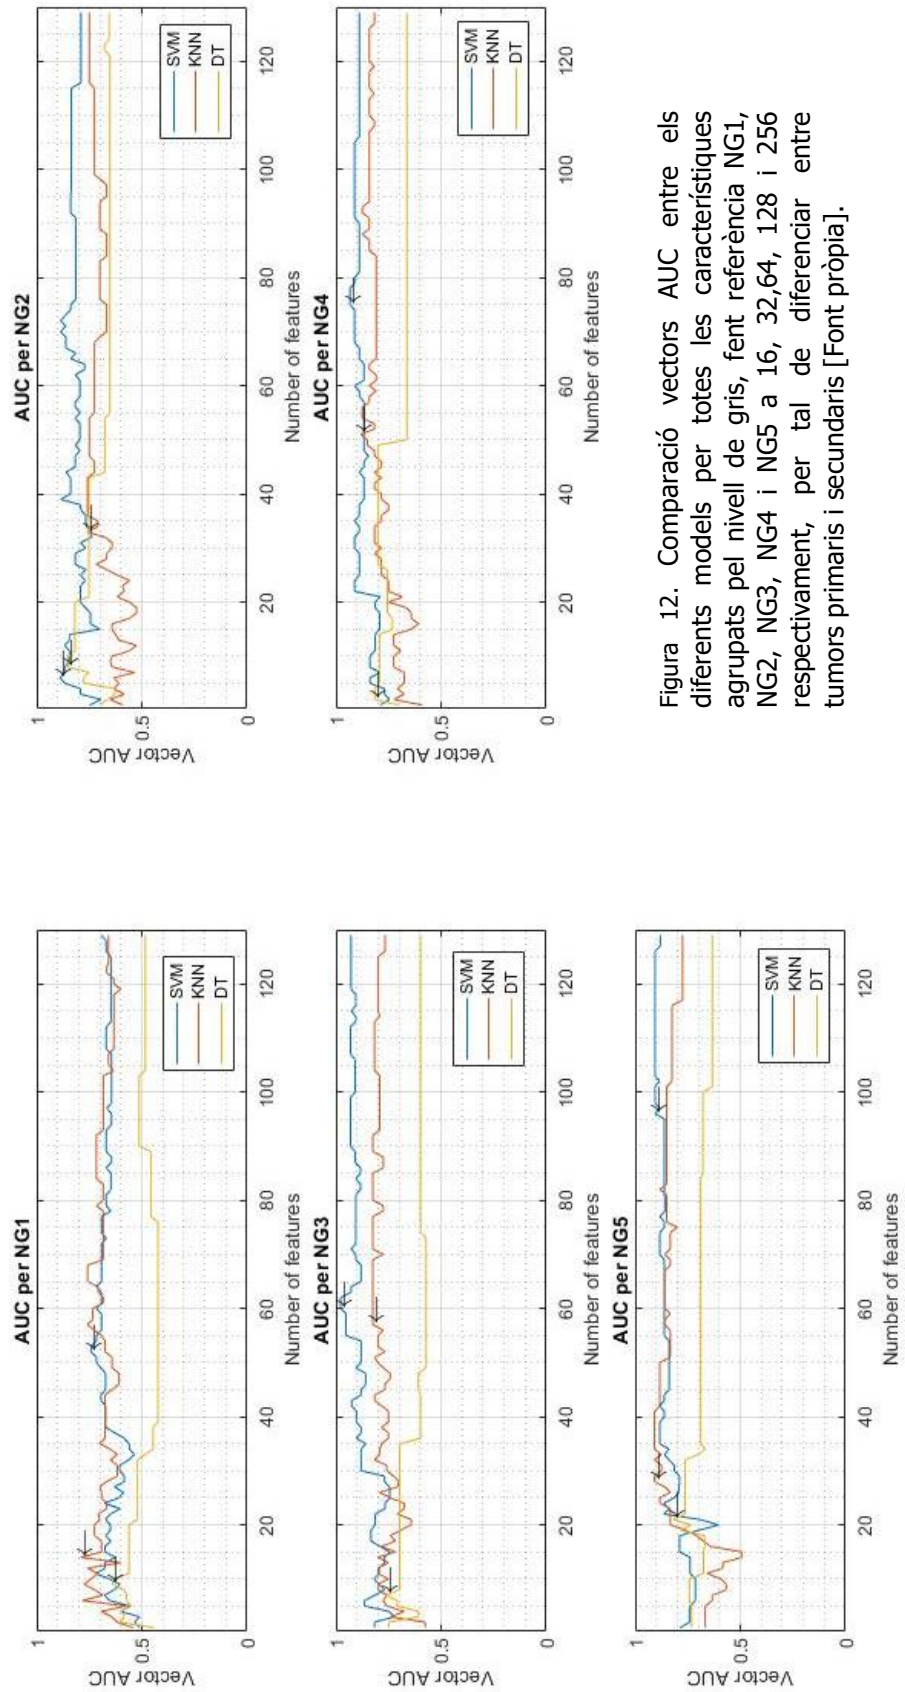 AUC per NG1
Vector AUC
1
0.5
0
20
40
60
80
100
120
Number of features
SVM
KNN
DT
AUC per NG2
Vector AUC
1
0.5
0
20
40
60
80
100
120
Number of features
SVM
KNN
DT
AUC per NG3
Vector AUC
1
0.5
0
20
40
60
80
100
120
Number of features
SVM
KNN
DT
AUC per NG4
Vector AUC
1
0.5
0
20
40
60
80
100
120
Number of features
SVM
KNN
DT
AUC per NG5
Vector AUC
1
0.5
0
20
40
60
80
100
120
Number of features
SVM
KNN
DT
Figura 12. Comparació vectors AUC entre els
diferents models per totes les característiques
agrupats pel nivell de gris, fent referència NG1,
NG2, NG3, NG4 i NG5 a 16, 32,64, 128 i 256
respectivament, per tal de diferenciar entre
tumors primaris i secundaris [Font pròpia].